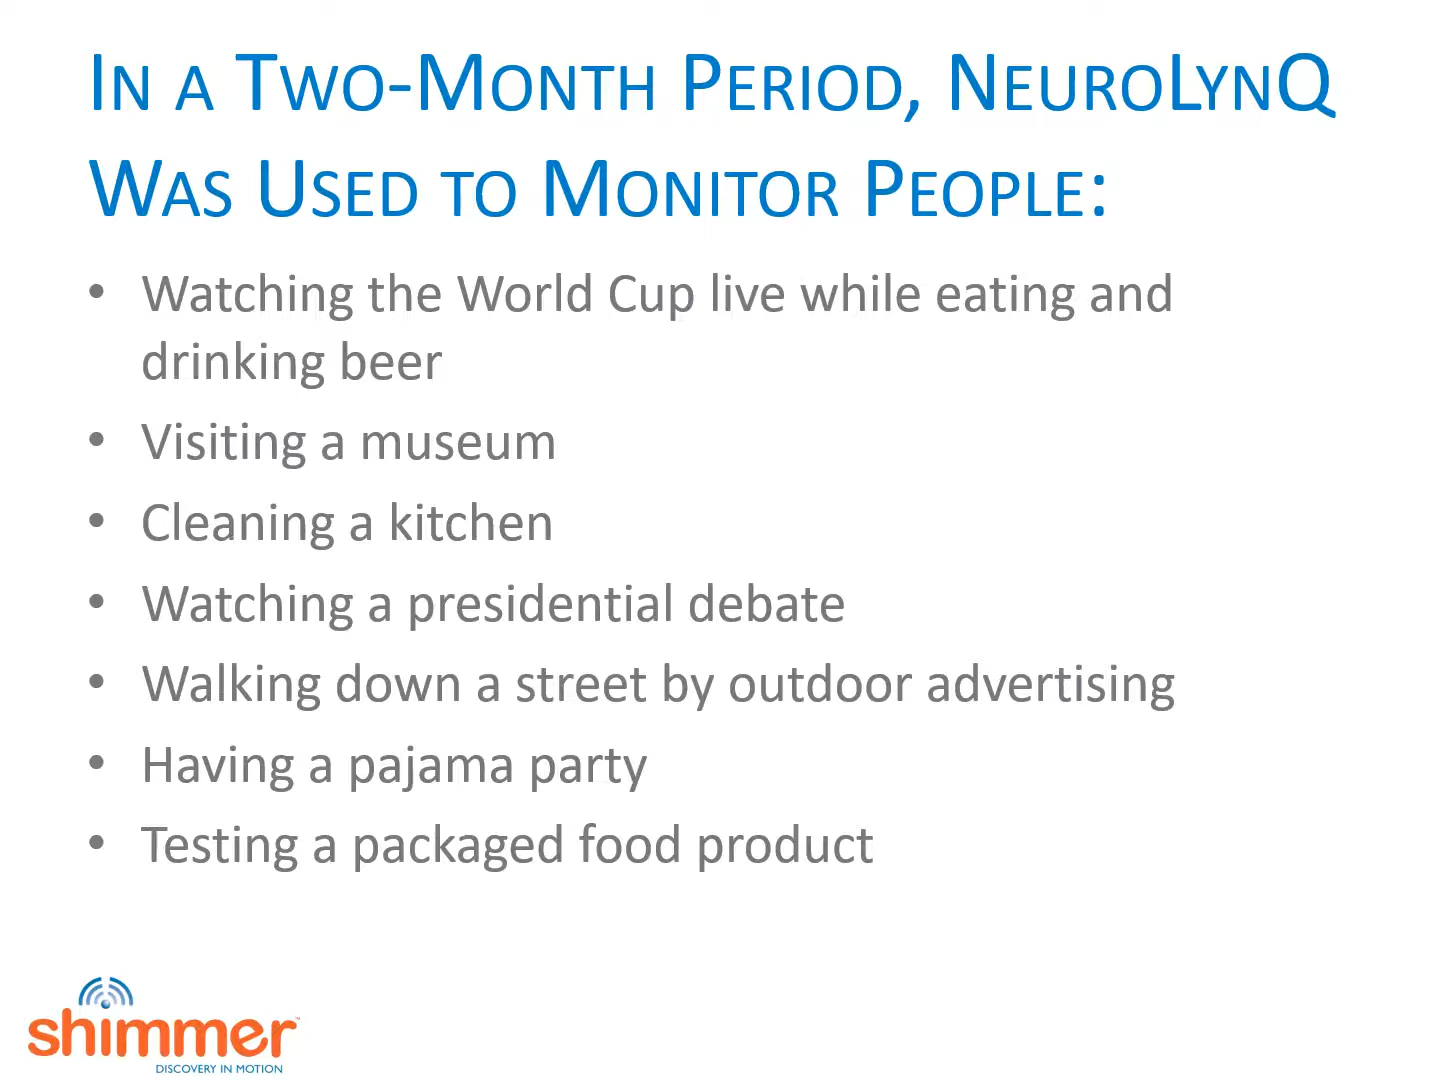 In a Two-Month Period, NeuroLynQ
Was Used to Monitor People:
• Watching the World Cup live while eating and
drinking beer
• Visiting a museum
• Cleaning a kitchen
• Watching a presidential debate
• Walking down a street by outdoor advertising
• Having a pajama party
• Testing a packaged food product
shimmer™
DISCOVERY IN MOTION